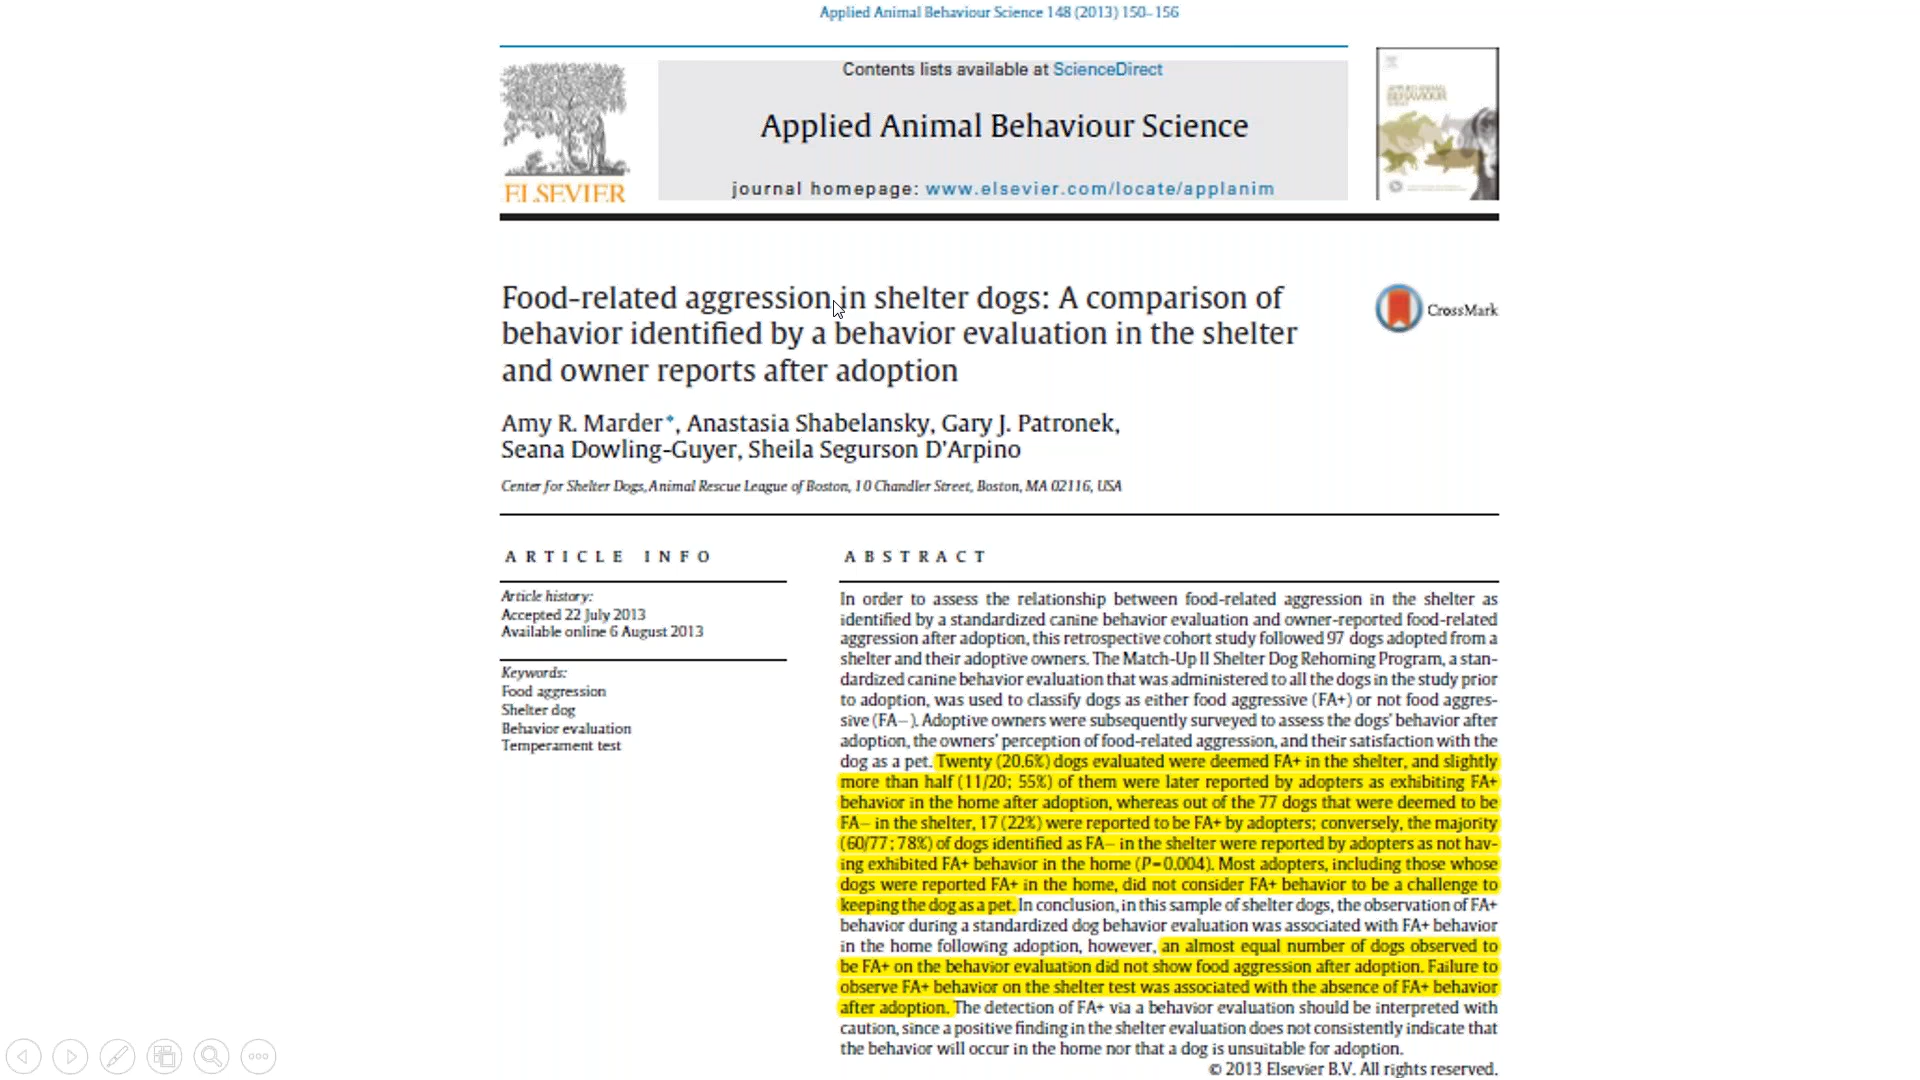 Applied Animal Behaviour Science 148 (2013) 150–156
Contents lists available at ScienceDirect
Applied Animal Behaviour Science
journal homepage: www.elsevier.com/locate/applanim
ELSEVIER
APPLIED ANIMAL
BEHAVIOUR
SCIENCE
Food-related aggression in shelter dogs: A comparison of
behavior identified by a behavior evaluation in the shelter
and owner reports after adoption
CrossMark
Amy R. Marder*, Anastasia Shabelansky, Gary J. Patronek,
Seana Dowling-Guyer, Sheila Segurson D'Arpino
Center for Shelter Dogs, Animal Rescue League of Boston, 10 Chandler Street, Boston, MA 02116, USA
ARTICLE INFO
Article history:
Accepted 22 July 2013
Available online 6 August 2013
Keywords:
Food aggression
Shelter dog
Behavior evaluation
Temperament test
ABSTRACT
In order to assess the relationship between food-related aggression in the shelter as
identified by a standardized canine behavior evaluation and owner-reported food-related
aggression after adoption, this retrospective cohort study followed 97 dogs adopted from a
shelter and their adoptive owners. The Match-Up II Shelter Dog Rehoming Program, a stan-
dardized canine behavior evaluation that was administered to all the dogs in the study prior
to adoption, was used to classify dogs as either food aggressive (FA+) or not food aggres-
sive (FA−). Adoptive owners were subsequently surveyed to assess the dogs' behavior after
adoption, the owners' perception of food-related aggression, and their satisfaction with the
dog as a pet. Twenty (20.6%) dogs evaluated were deemed FA+ in the shelter, and slightly
more than half (11/20; 55%) of them were later reported by adopters as exhibiting FA+
behavior in the home after adoption, whereas out of the 77 dogs that were deemed to be
FA− in the shelter, 17 (22%) were reported to be FA+ by adopters; conversely, the majority
(60/77; 78%) of dogs identified as FA− in the shelter were reported by adopters as not hav-
ing exhibited FA+ behavior in the home (P=0.004). Most adopters, including those whose
dogs were reported FA+ in the home, did not consider FA+ behavior to be a challenge to
keeping the dog as a pet. In conclusion, in this sample of shelter dogs, the observation of FA+
behavior during a standardized dog behavior evaluation was associated with FA+ behavior
in the home following adoption, however, an almost equal number of dogs observed to
be FA+ on the behavior evaluation did not show food aggression after adoption. Failure to
observe FA+ behavior on the shelter test was associated with the absence of FA+ behavior
after adoption. The detection of FA+ via a behavior evaluation should be interpreted with
caution, since a positive finding in the shelter evaluation does not consistently indicate that
the behavior will occur in the home nor that a dog is unsuitable for adoption.
© 2013 Elsevier B.V. All rights reserved.